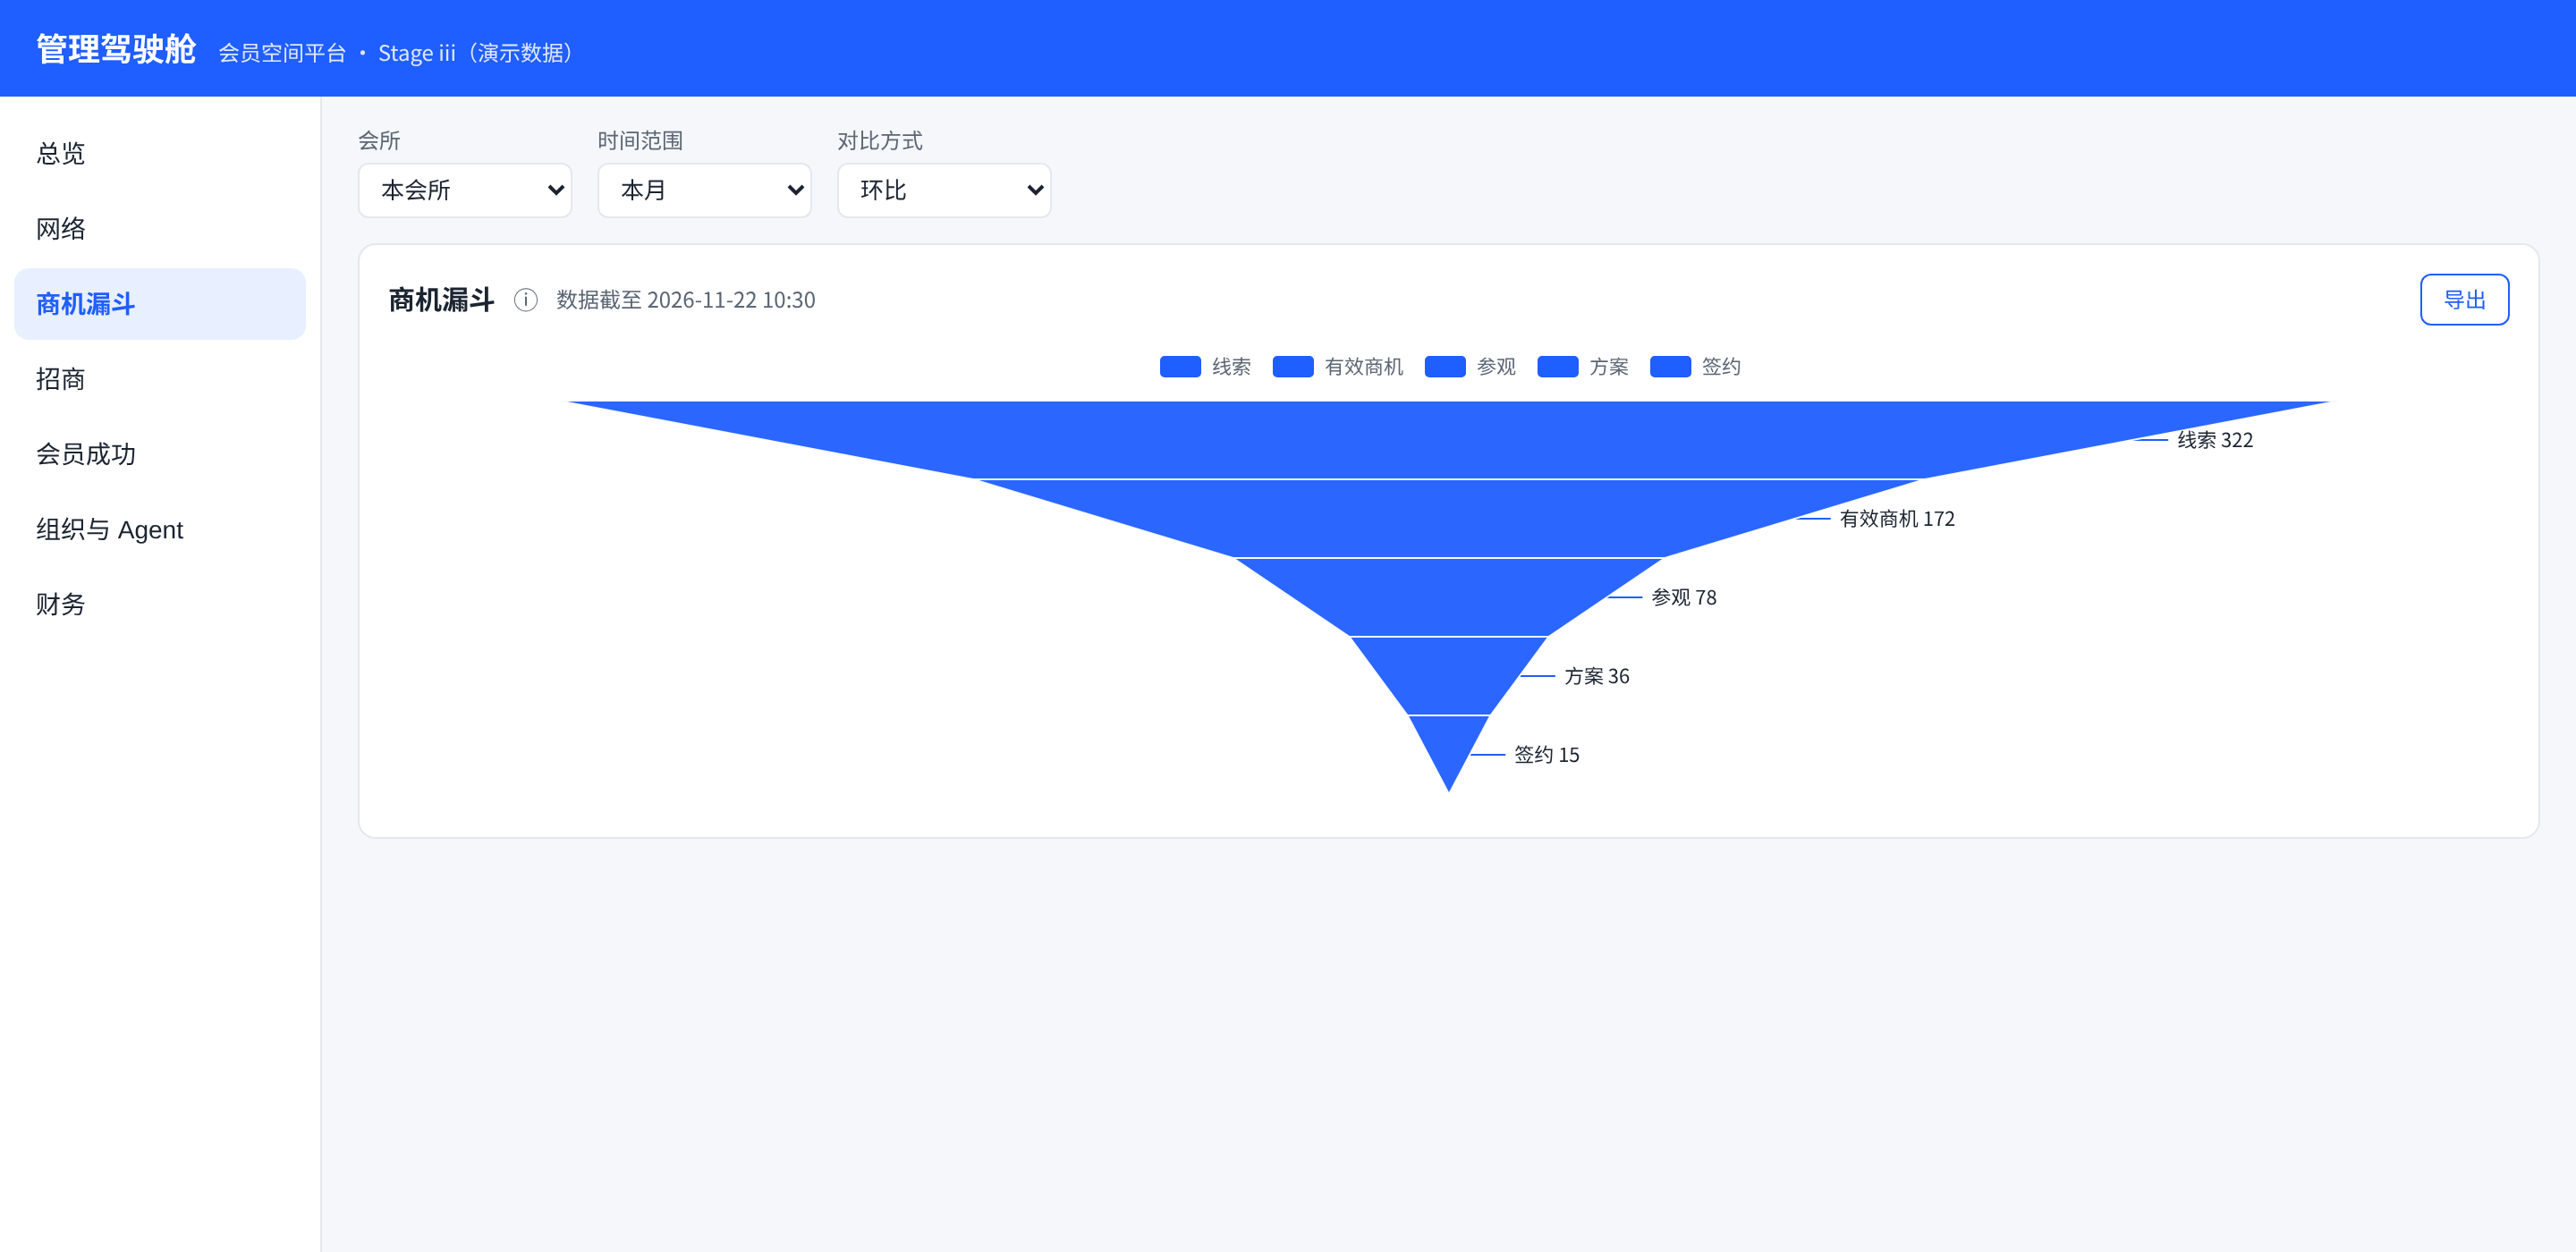 管理驾驶舱 会员空间平台 · Stage iii（演示数据）
总览
网络
商机漏斗
招商
会员成功
组织与 Agent
财务
会所 时间范围 对比方式
本会所 本月 环比
商机漏斗 ⓘ 数据截至 2026-11-22 10:30 导出
线索 有效商机 参观 方案 签约
线索 322
有效商机 172
参观 78
方案 36
签约 15